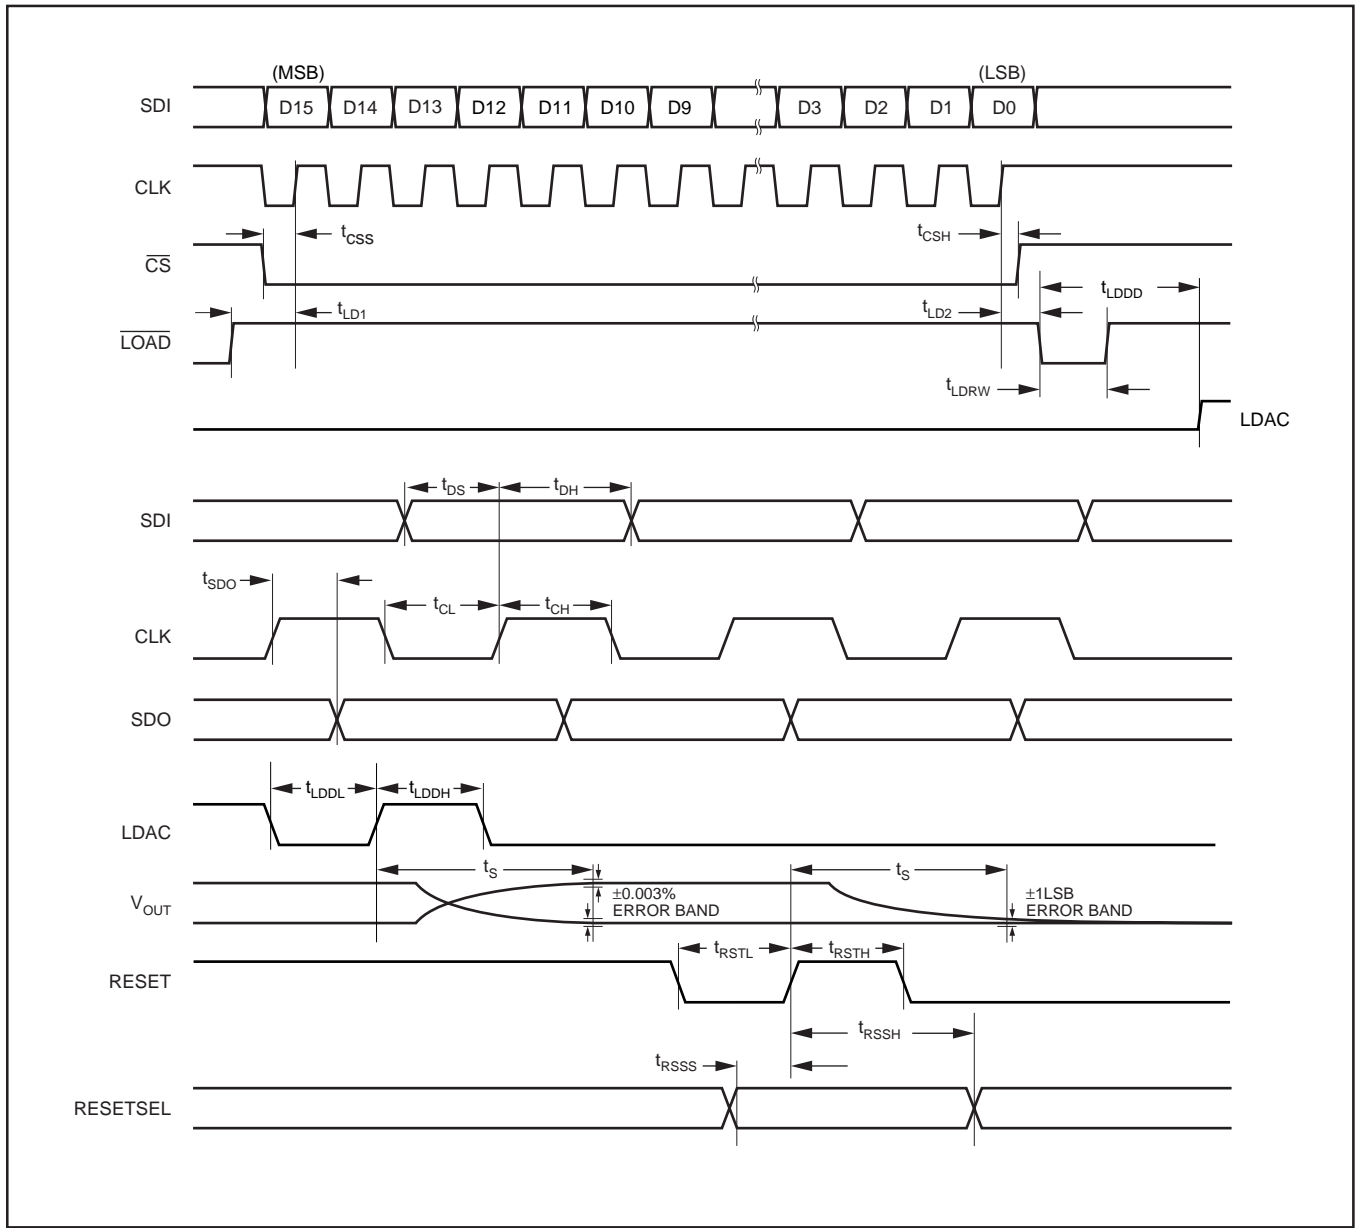 (MSB) (LSB)
SDI D15 D14 D13 D12 D11 D10 D9 D3 D2 D1 D0
CLK
tCSS tCSH
CS
tLDDD
tLD1 tLD2
LOAD
tLDRW
LDAC
tDS tDH
SDI
tSDO
tCL tCH
CLK
SDO
tLDDL tLDDH
LDAC
tS tS
±0.003% ±1LSB
VOUT ERROR BAND ERROR BAND
tRSTL tRSTH
RESET
tRSSH
tRSSS
RESETSEL